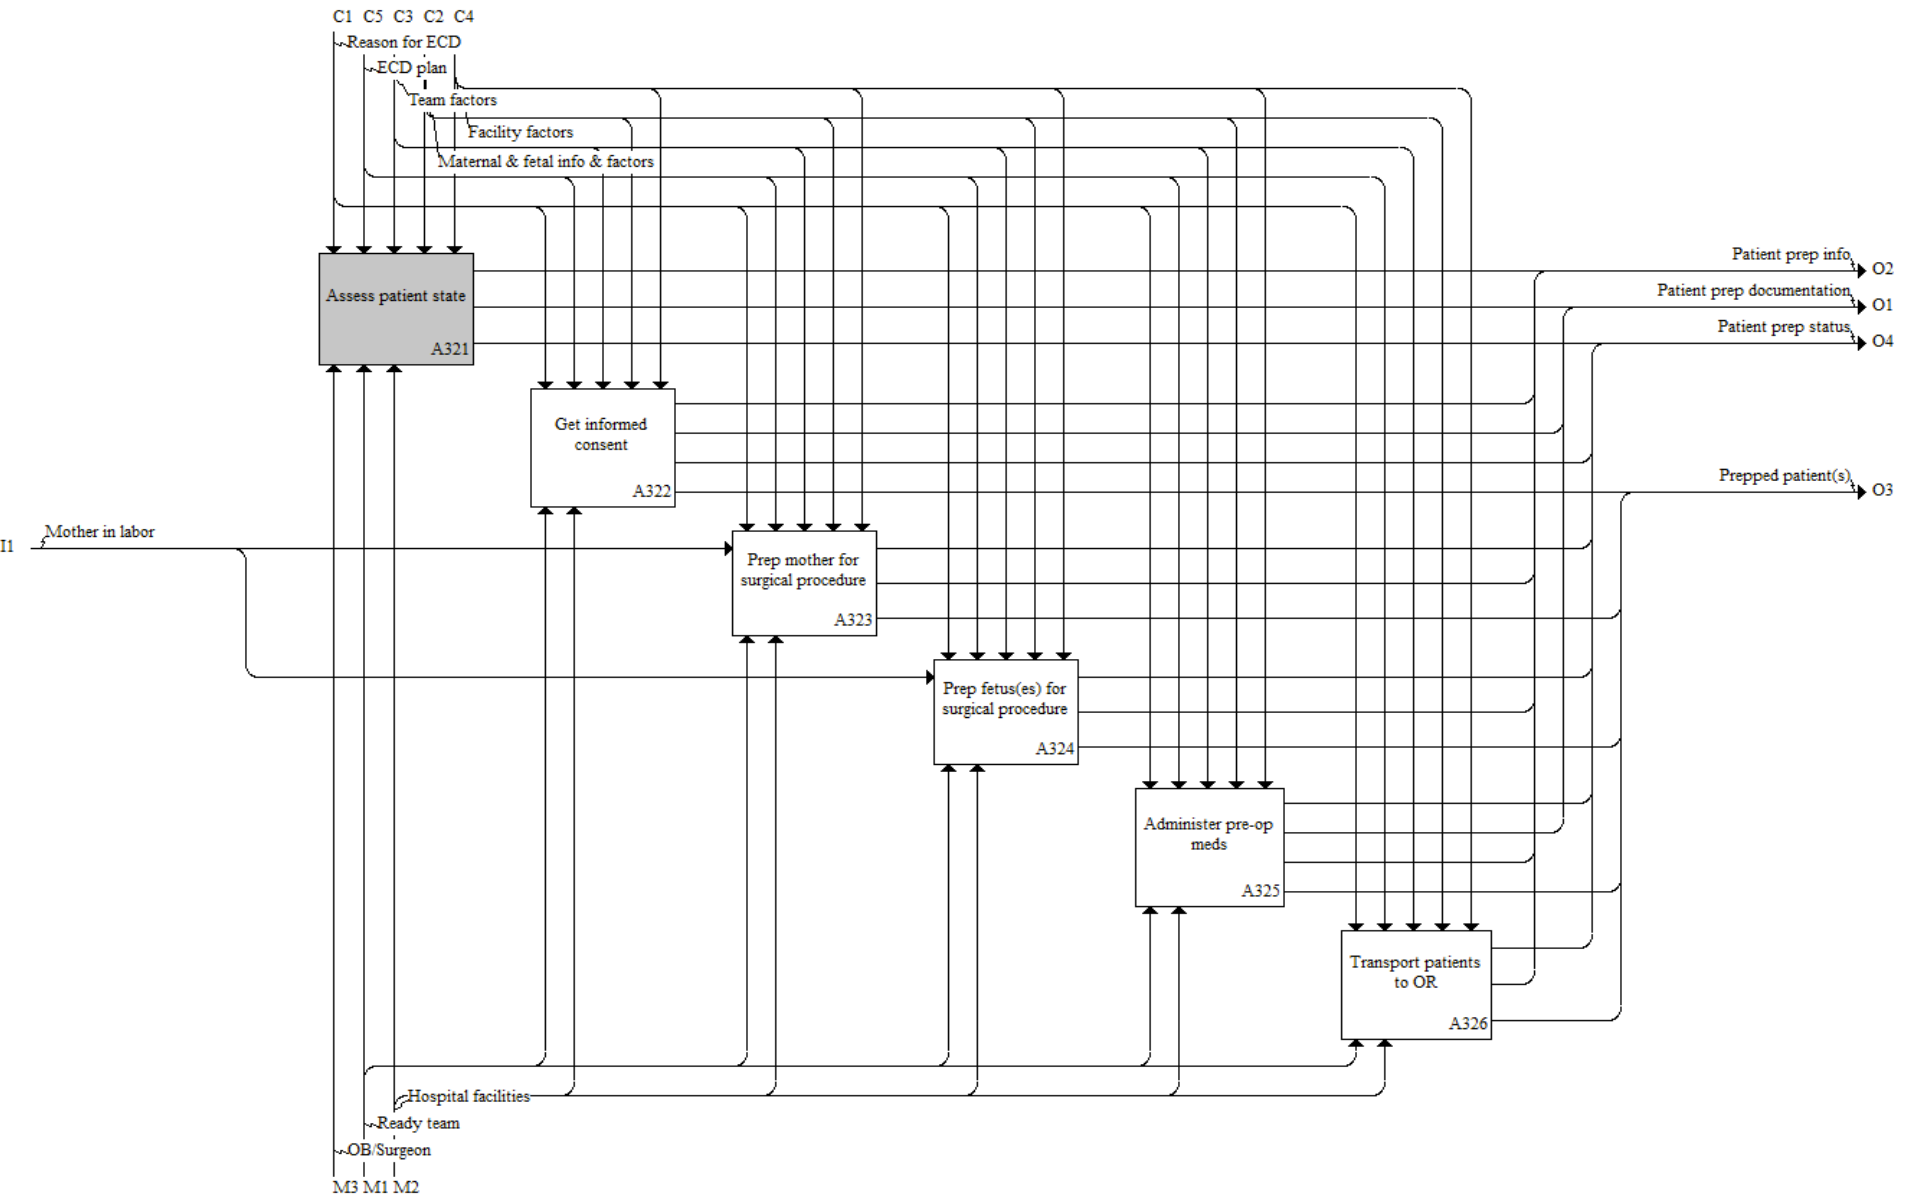 C1 C5 C3 C2 C4
Reason for ECD
ECD plan
Team factors
Facility factors
Maternal & fetal info & factors
Patient prep info
O2
Patient prep documentation
O1
Patient prep status
O4
Assess patient state
A321
Get informed
consent
A322
Prepped patient(s)
O3
I1
Mother in labor
Prep mother for
surgical procedure
A323
Prep fetus(es) for
surgical procedure
A324
Administer pre-op
meds
A325
Transport patients
to OR
A326
Hospital facilities
Ready team
OB/Surgeon
M3 M1 M2